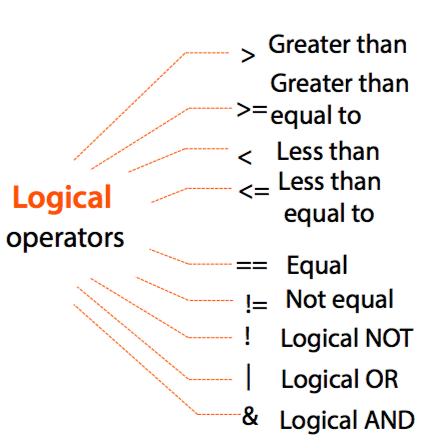 > Greater than
>= Greater than
equal to
< Less than
<= Less than
equal to
Logical
operators
== Equal
!= Not equal
! Logical NOT
| Logical OR
& Logical AND